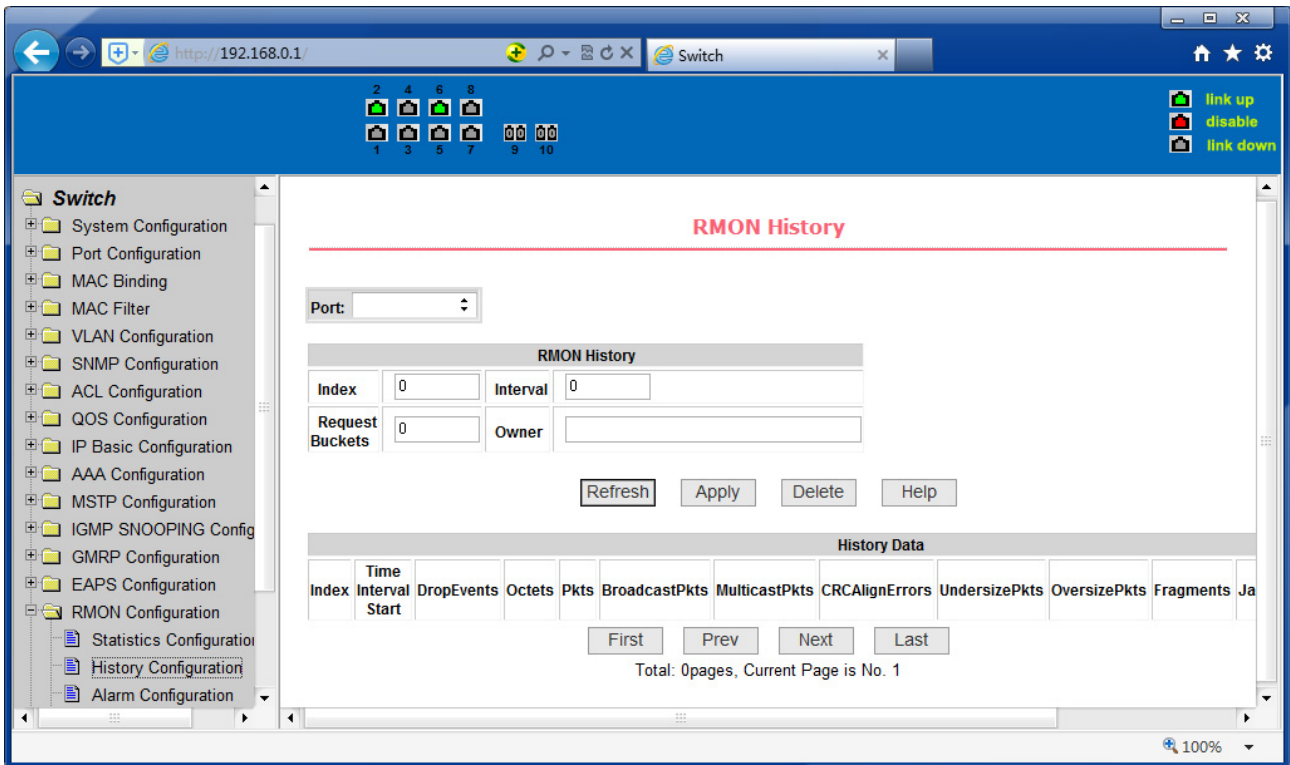 http://192.168.0.1/
Switch
2 4 6 8
1 3 5 7 9 10
link up
disable
link down
Switch
System Configuration
Port Configuration
MAC Binding
MAC Filter
VLAN Configuration
SNMP Configuration
ACL Configuration
QOS Configuration
IP Basic Configuration
AAA Configuration
MSTP Configuration
IGMP SNOOPING Config
GMRP Configuration
EAPS Configuration
RMON Configuration
Statistics Configuration
History Configuration
Alarm Configuration
RMON History
Port:
RMON History
Index 0 Interval 0
Request Buckets 0 Owner
Refresh Apply Delete Help
History Data
Index Time Interval Start DropEvents Octets Pkts BroadcastPkts MulticastPkts CRCAlignErrors UndersizePkts OversizePkts Fragments Ja
First Prev Next Last
Total: 0pages, Current Page is No. 1
100%